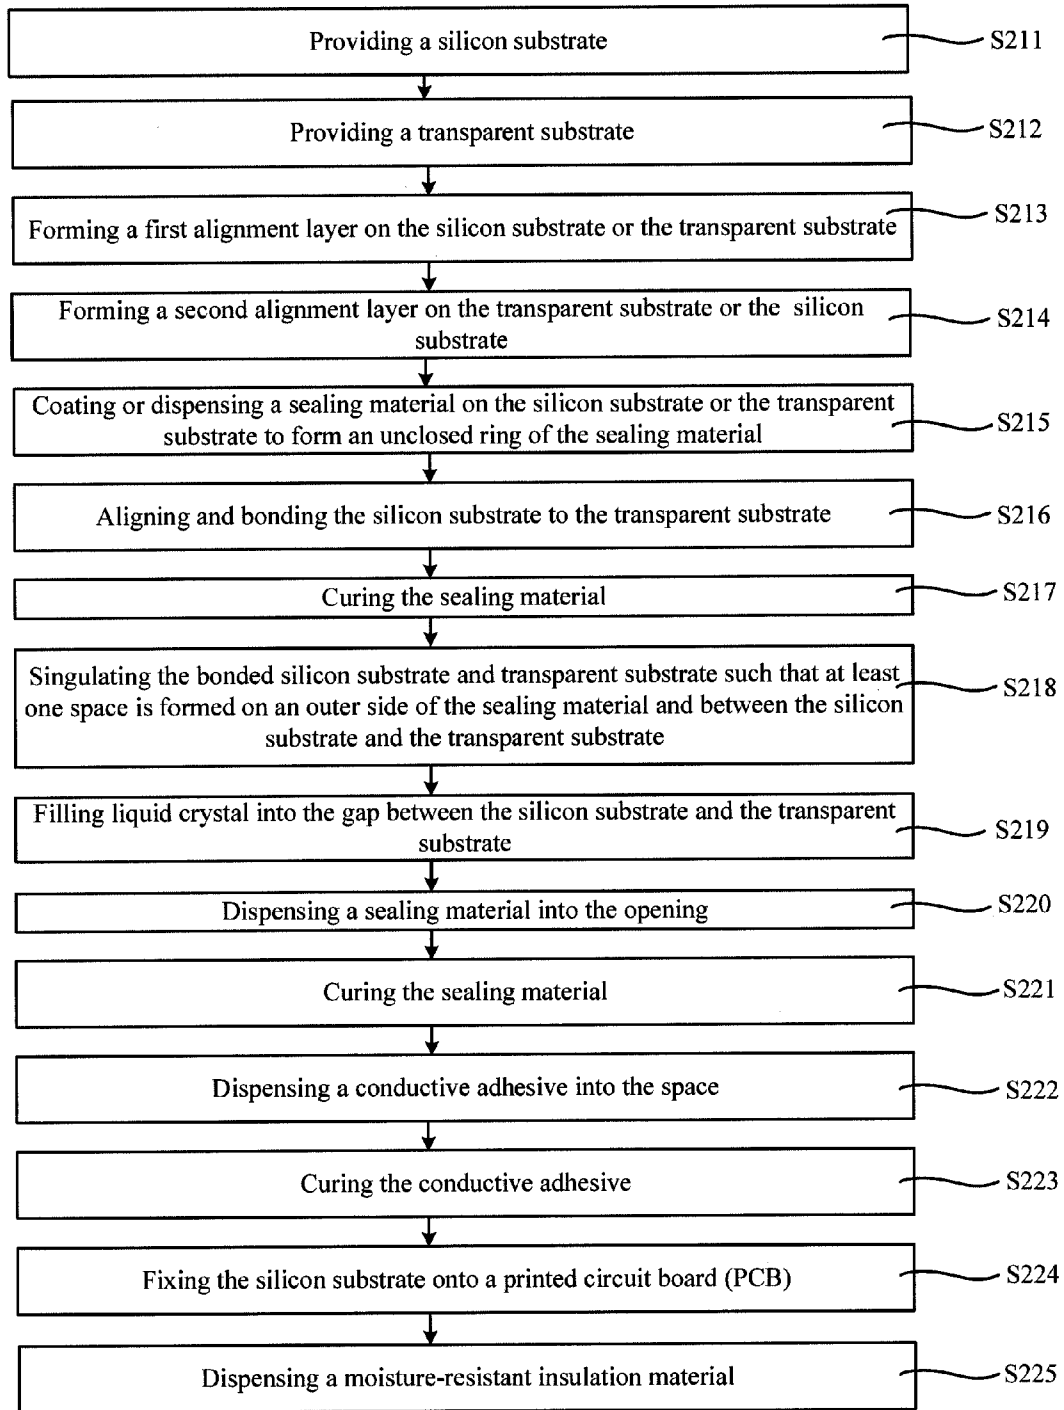 Providing a silicon substrate
S211
Providing a transparent substrate
S212
Forming a first alignment layer on the silicon substrate or the transparent substrate
S213
Forming a second alignment layer on the transparent substrate or the silicon
substrate
S214
Coating or dispensing a sealing material on the silicon substrate or the transparent
substrate to form an unclosed ring of the sealing material
S215
Aligning and bonding the silicon substrate to the transparent substrate
S216
Curing the sealing material
S217
Singulating the bonded silicon substrate and transparent substrate such that at least
one space is formed on an outer side of the sealing material and between the silicon
substrate and the transparent substrate
S218
Filling liquid crystal into the gap between the silicon substrate and the transparent
substrate
S219
Dispensing a sealing material into the opening
S220
Curing the sealing material
S221
Dispensing a conductive adhesive into the space
S222
Curing the conductive adhesive
S223
Fixing the silicon substrate onto a printed circuit board (PCB)
S224
Dispensing a moisture-resistant insulation material
S225